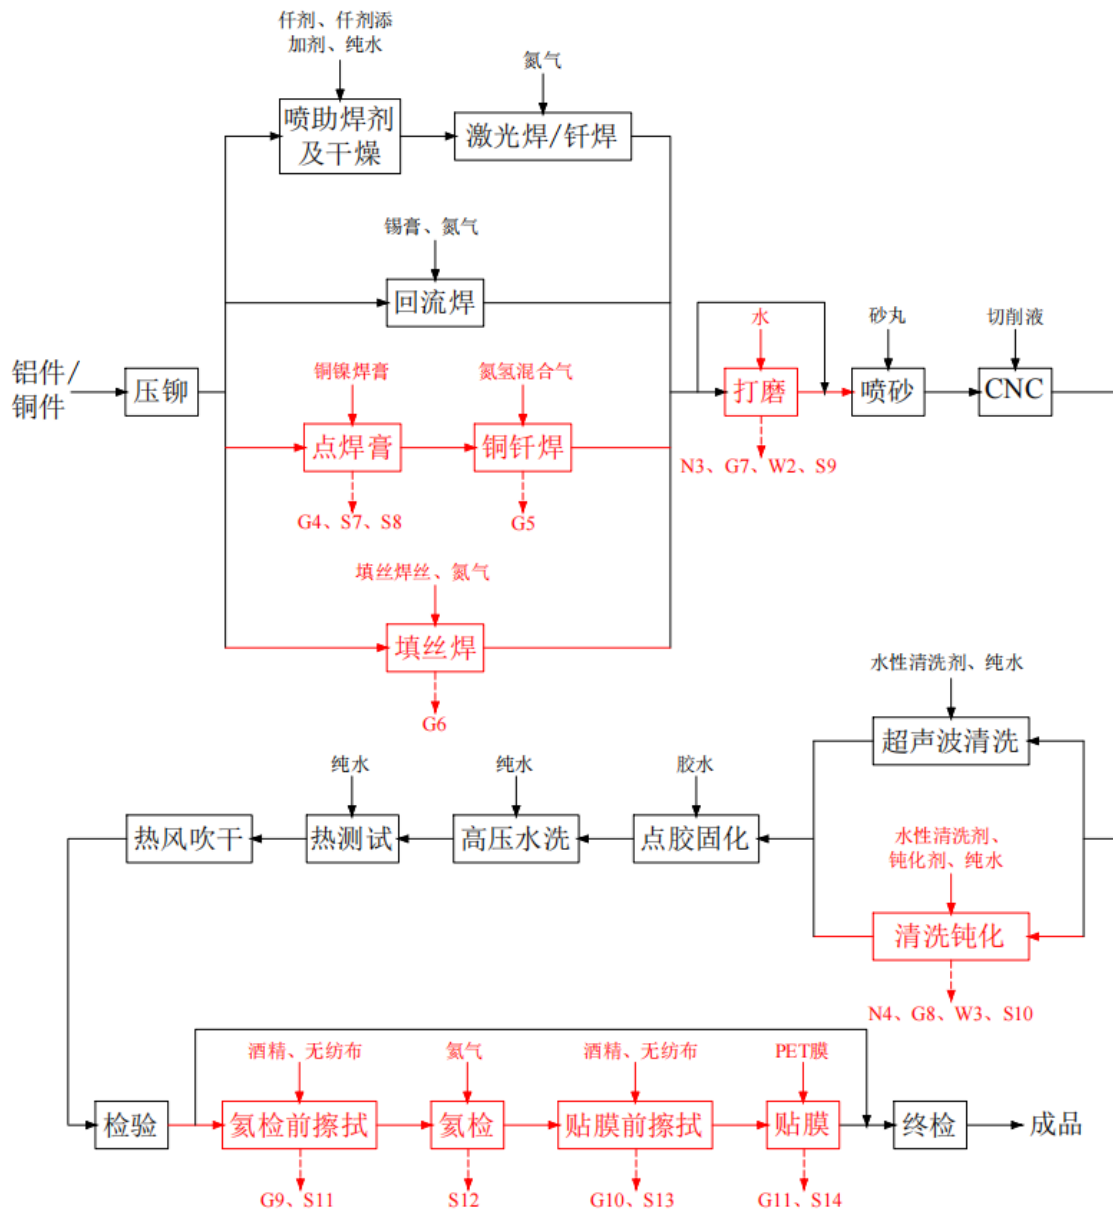 仟剂、仟剂添
加剂、纯水
氮气
喷助焊剂
及干燥
激光焊/钎焊
锡膏、氮气
回流焊
铝件/
铜件
压铆
铜镍焊膏
氮氢混合气
点焊膏
铜钎焊
G4、S7、S8
G5
填丝焊丝、氮气
填丝焊
G6
水
砂丸
切削液
打磨
喷砂
CNC
N3、G7、W2、S9
水性清洗剂、纯水
超声波清洗
水性清洗剂、
钝化剂、纯水
清洗钝化
N4、G8、W3、S10
胶水
纯水
纯水
点胶固化
高压水洗
热测试
热风吹干
酒精、无纺布
氦气
酒精、无纺布
PET膜
检验
氦检前擦拭
氦检
贴膜前擦拭
贴膜
终检
成品
G9、S11
S12
G10、S13
G11、S14